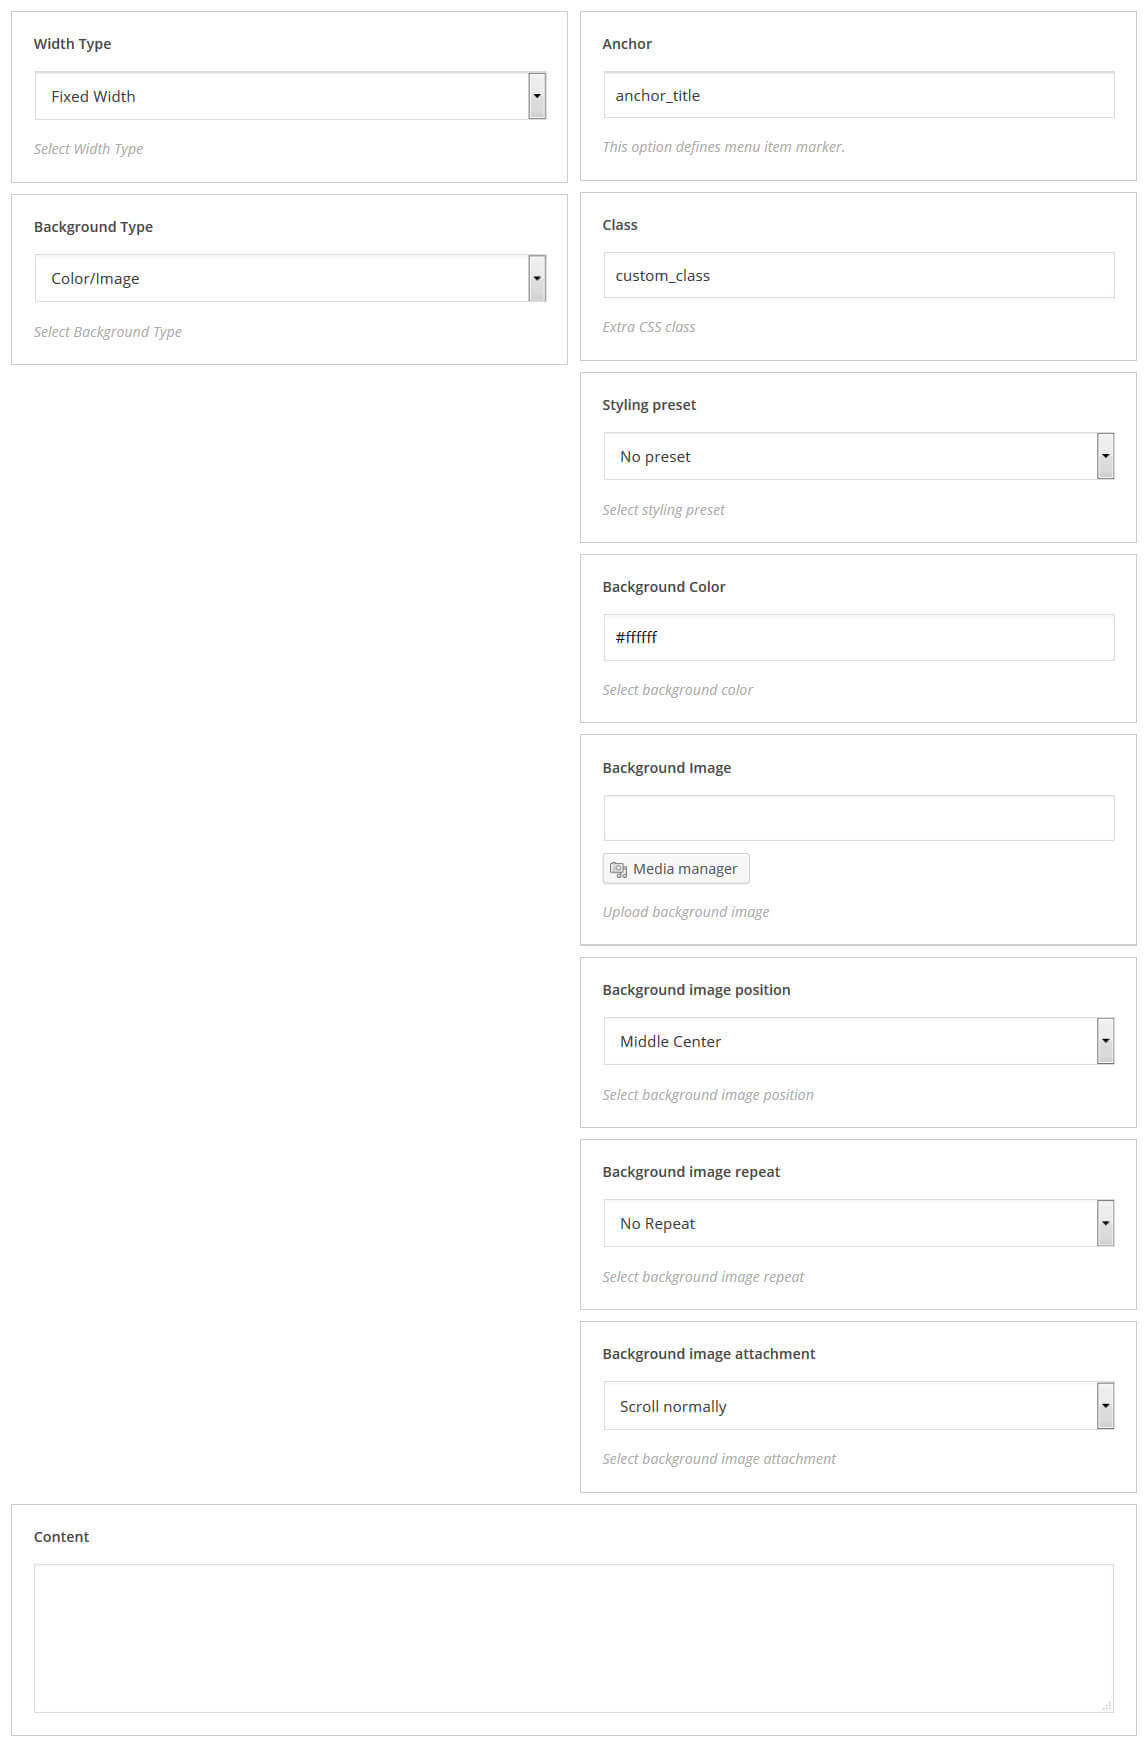 Width Type
Fixed Width
Select Width Type
Background Type
Color/Image
Select Background Type
Anchor
anchor_title
This option defines menu item marker.
Class
custom_class
Extra CSS class
Styling preset
No preset
Select styling preset
Background Color
#ffffff
Select background color
Background Image
Media manager
Upload background image
Background image position
Middle Center
Select background image position
Background image repeat
No Repeat
Select background image repeat
Background image attachment
Scroll normally
Select background image attachment
Content